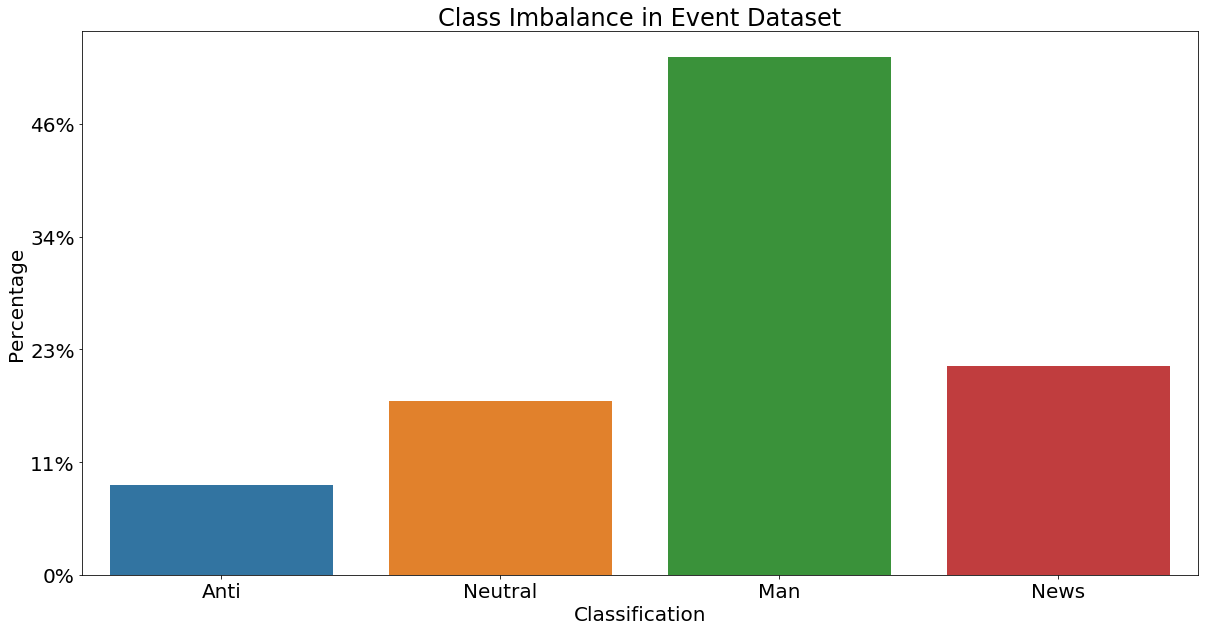 Class Imbalance in Event Dataset
Percentage
46%
34%
23%
11%
0%
Anti Neutral Man News
Classification